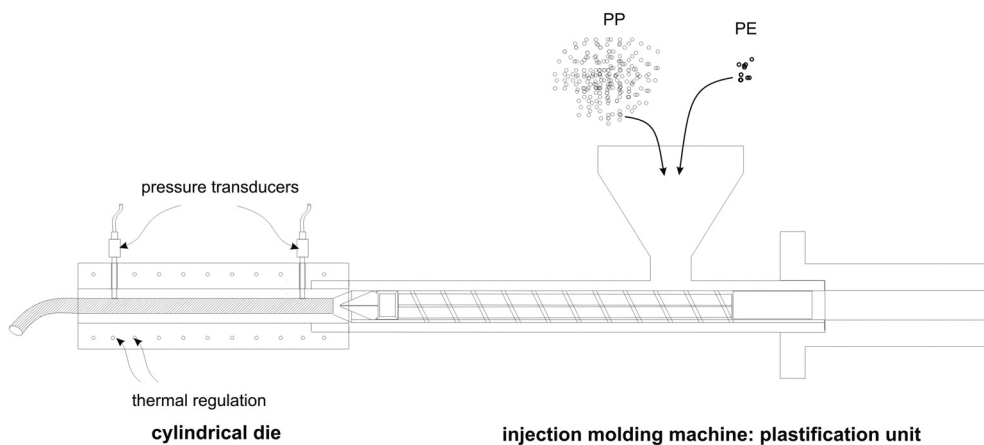 PP
PE
pressure transducers
thermal regulation
cylindrical die
injection molding machine: plastification unit